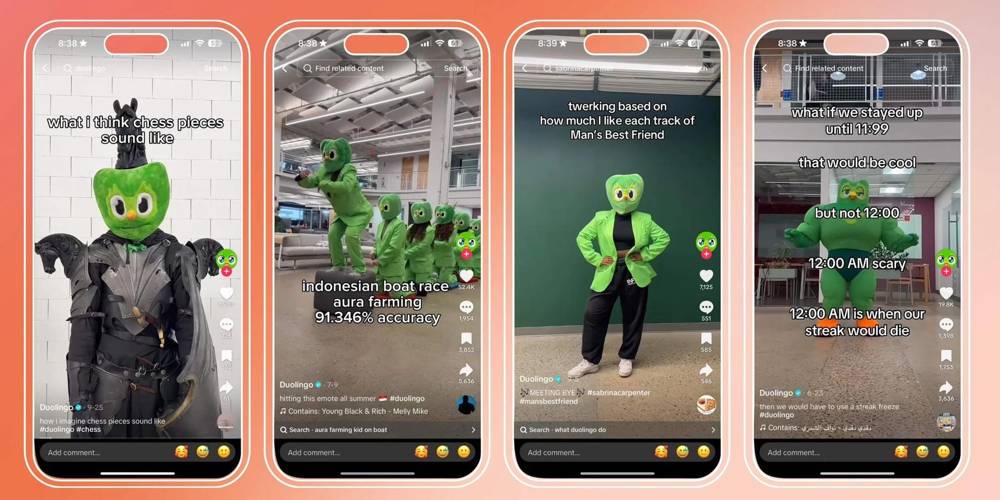 8:38
52
duolingo
Search
what i think chess pieces
sound like
1,904
126
162
61
Duolingo · 9-25
how i imagine chess pieces sound like
#duolingo #chess
Add comment...
8:38
51
Find related content
Search
indonesian boat race
aura farming
91.346% accuracy
52.4K
1,954
3,852
5,636
Duolingo · 7-9
hitting this emote all summer 🇮🇩 #duolingo
Contains: Young Black & Rich - Melly Mike
Search · aura farming kid on boat
Add comment...
8:39
51
sabrinacarpenter
Search
twerking based on
how much I like each track of
Man's Best Friend
7,125
551
585
546
Duolingo · 9-5
🎶MEETING BYE🎶 #sabrinacarpenter
#mansbestfriend
Search · what duolingo do
Add comment...
8:38
51
Find related content
Search
what if we stayed up
until 11:99
that would be cool
but not 12:00
12:00 AM scary
12:00 AM is when our
streak would die
19.8K
1,398
1,753
3,636
Duolingo · 6-23
then we would have to use a streak freeze
#duolingo
Contains: دقدي دقدي - نواف الشمري
Add comment...